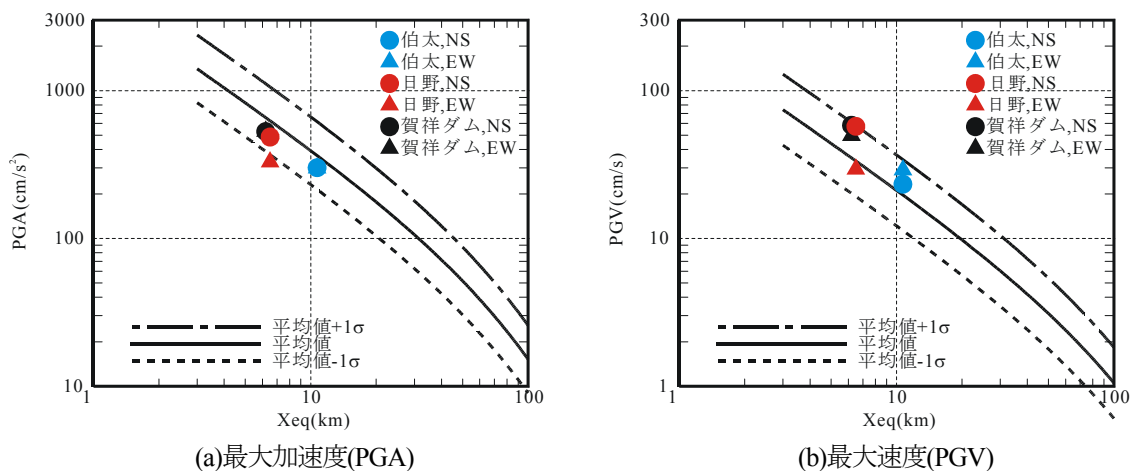 3000
1000
100
10
PGA(cm/s²)
伯太,NS
伯太,EW
日野,NS
日野,EW
賀祥ダム,NS
賀祥ダム,EW
平均値+1σ
平均値
平均値-1σ
1
10
100
Xeq(km)
(a)最大加速度(PGA)
300
100
10
1
PGV(cm/s)
伯太,NS
伯太,EW
日野,NS
日野,EW
賀祥ダム,NS
賀祥ダム,EW
平均値+1σ
平均値
平均値-1σ
1
10
100
Xeq(km)
(b)最大速度(PGV)